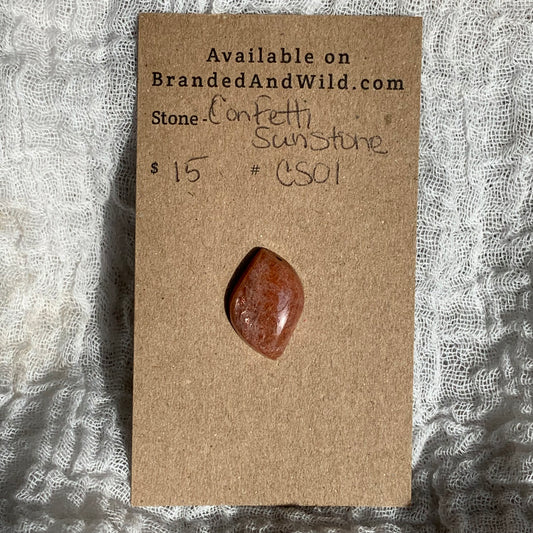 Available on
BrandedAndWild.com
Stone - Confetti
Sunstone
$ 15 # CS01